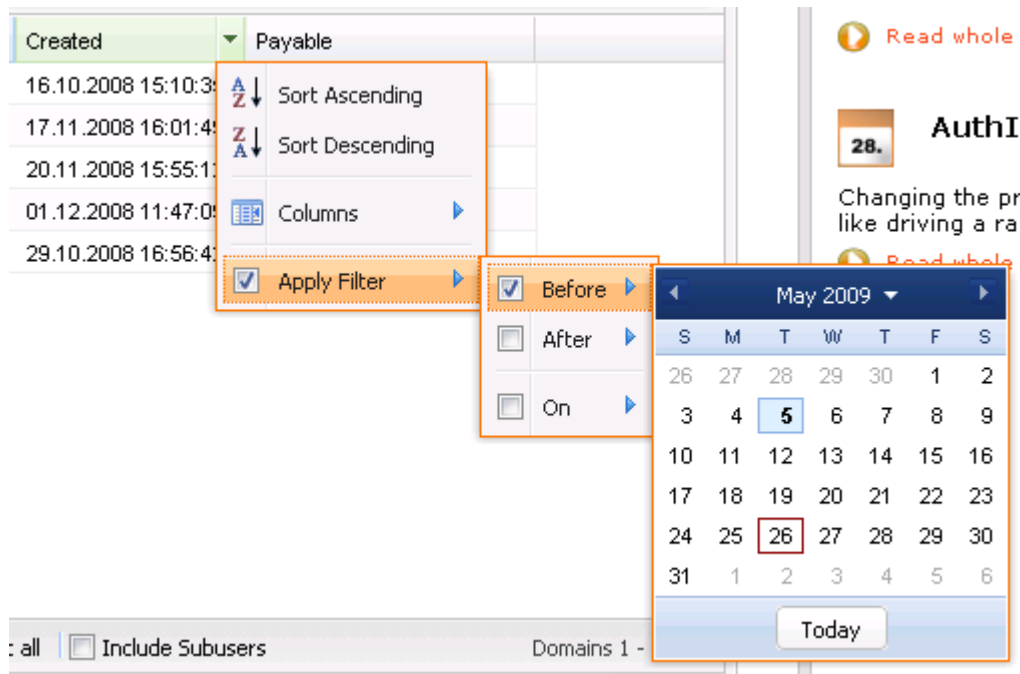 Created
Payable
16.10.2008 15:10:3
17.11.2008 16:01:4
20.11.2008 15:55:1
01.12.2008 11:47:0
29.10.2008 16:56:4
Sort Ascending
Sort Descending
Columns
Apply Filter
Before
After
On
May 2009
S M T W T F S
26 27 28 29 30 1 2
3 4 5 6 7 8 9
10 11 12 13 14 15 16
17 18 19 20 21 22 23
24 25 26 27 28 29 30
31 1 2 3 4 5 6
Today
Read whole
28.
AuthI
Changing the pr
like driving a ra
Read whole
all
Include Subusers
Domains 1 -